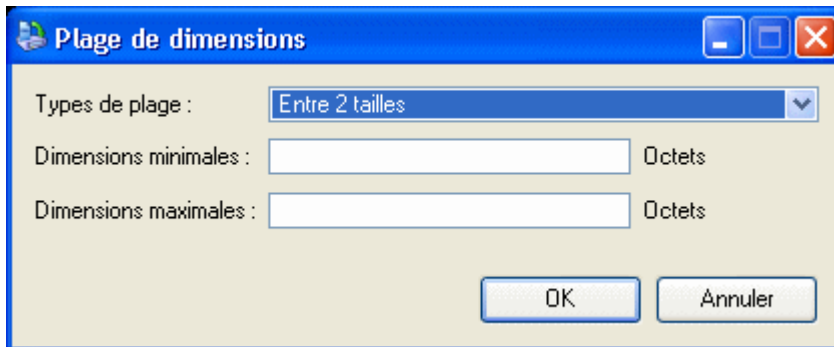 Plage de dimensions
Types de plage : Entre 2 tailles
Dimensions minimales : Octets
Dimensions maximales : Octets
OK Annuler